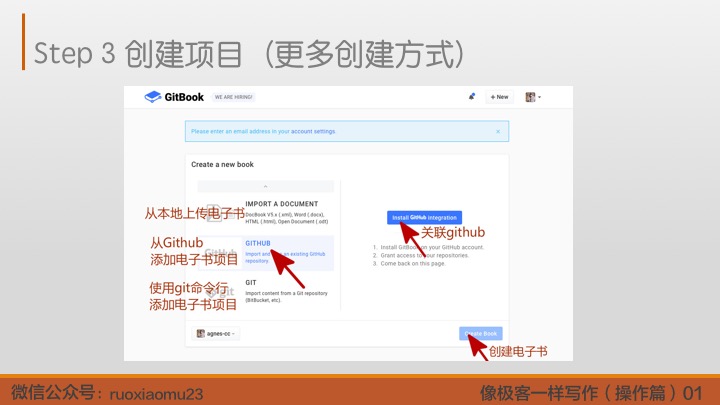 Step 3 创建项目（更多创建方式）
GitBook
WE ARE HIRING!
+ New
Please enter an email address in your account settings.
×
Create a new book
IMPORT A DOCUMENT
从本地上传电子书
DocBook V5.x (.xml), Word (.docx),
HTML (.html), Open Document (.odt)
GITHUB
从Github
添加电子书项目
GitHub
existing GitHub
repository.
GIT
使用git命令行
添加电子书项目
git
Import content from a Git repository
(BitBucket, etc).
Install GitHub Integration
关联github
1. Install GitBook on your GitHub account.
2. Grant access to your repositories.
3. Come back on this page.
agnes-cc
Create Book
创建电子书
微信公众号：ruoxiaomu23
像极客一样写作（操作篇）01